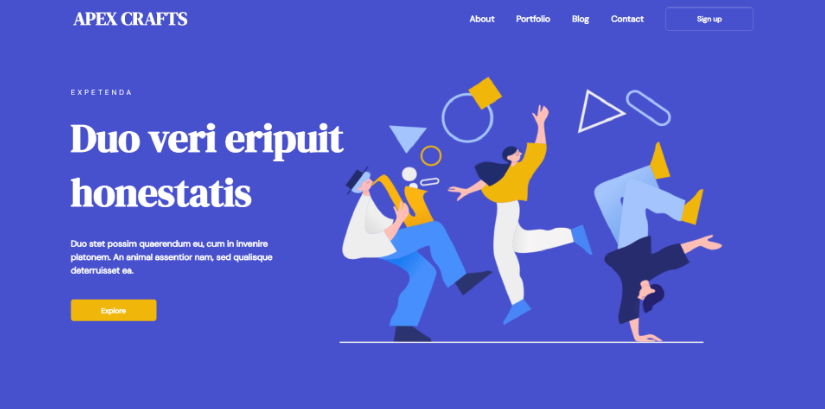 APEX CRAFTS
About Portfolio Blog Contact Sign up
EXPETENDA
Duo veri eripuit
honestatis
Duo stet possim quaerendum eu, cum in invenire
platonem. An animal assentior nam, sed qualisque
deterruisset ea.
Explore